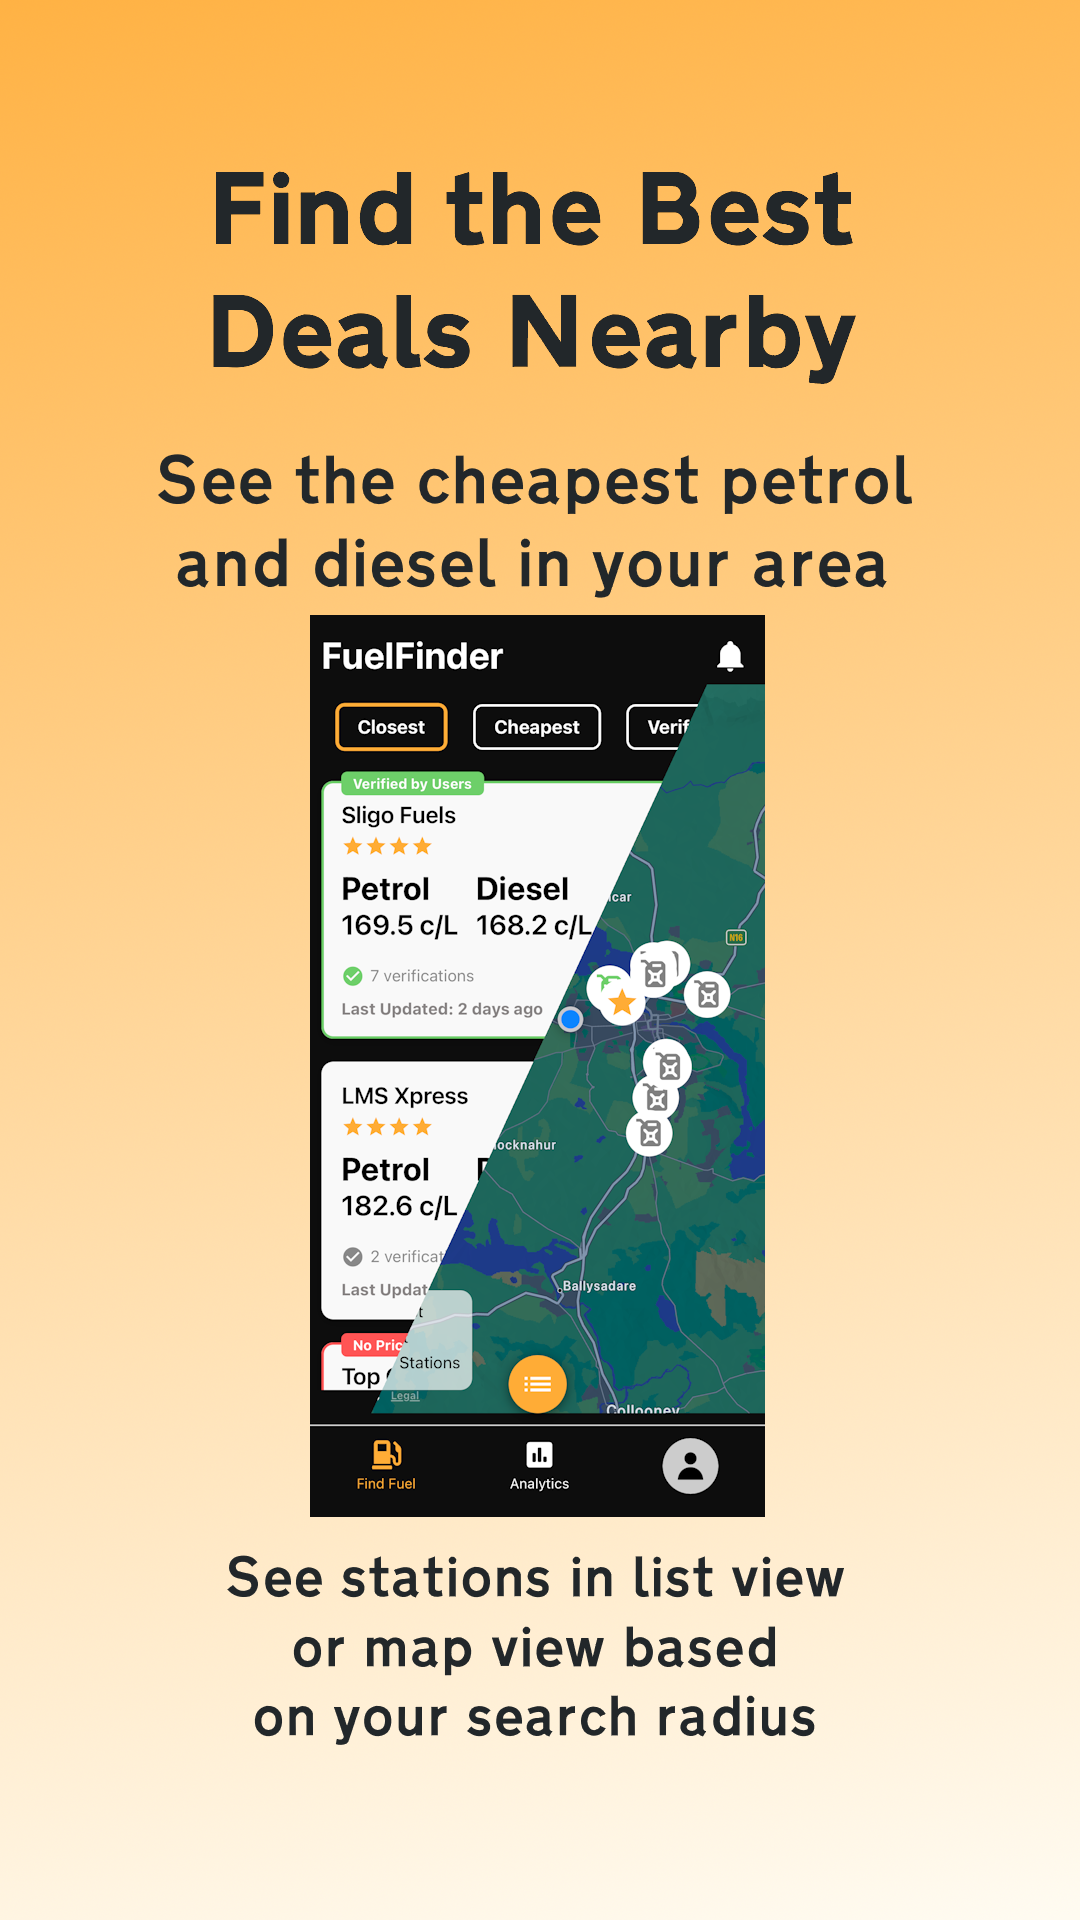 Find the Best
Deals Nearby
See the cheapest petrol
and diesel in your area
FuelFinder
Closest Cheapest Verif
Verified by Users
Sligo Fuels
Petrol Diesel
169.5 c/L 168.2 c/L
7 verifications
Last Updated: 2 days ago
LMS Xpress
Petrol
182.6 c/L
2 verificat
Last Updat
No Pric
Top
Stations
Legal
car
N16
ocknahur
Ballysadare
Collooney
Find Fuel Analytics
See stations in list view
or map view based
on your search radius